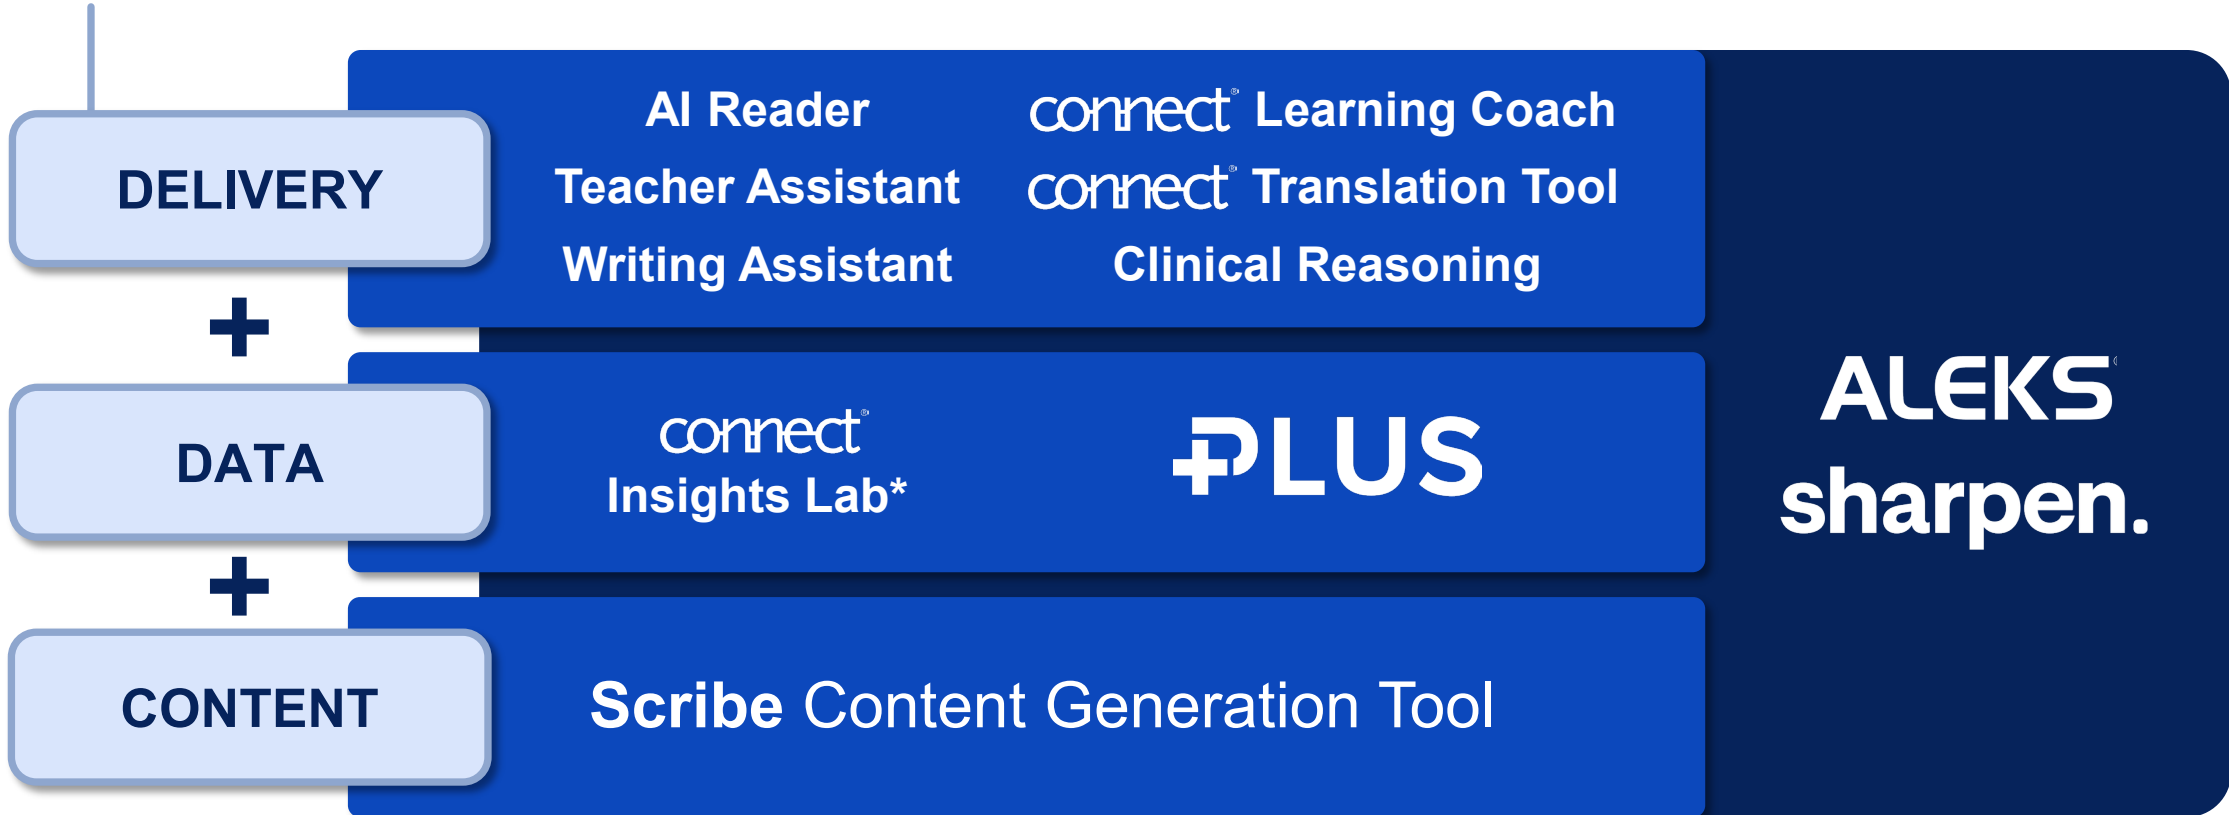 DELIVERY
AI Reader
Teacher Assistant
Writing Assistant
connect® Learning Coach
connect® Translation Tool
Clinical Reasoning
+
DATA
connect®
Insights Lab*
PLUS
+
CONTENT
Scribe Content Generation Tool
ALEKS®
sharpen.